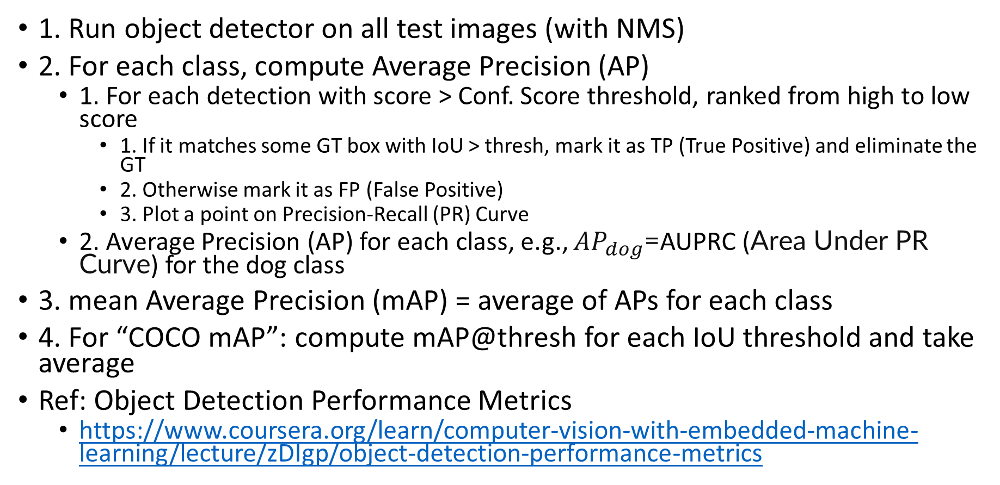 • 1. Run object detector on all test images (with NMS)
• 2. For each class, compute Average Precision (AP)
• 1. For each detection with score > Conf. Score threshold, ranked from high to low
score
• 1. If it matches some GT box with IoU > thresh, mark it as TP (True Positive) and eliminate the
GT
• 2. Otherwise mark it as FP (False Positive)
• 3. Plot a point on Precision-Recall (PR) Curve
• 2. Average Precision (AP) for each class, e.g., AP_dog=AUPRC (Area Under PR
Curve) for the dog class
• 3. mean Average Precision (mAP) = average of APs for each class
• 4. For “COCO mAP”: compute mAP@thresh for each IoU threshold and take
average
• Ref: Object Detection Performance Metrics
• https://www.coursera.org/learn/computer-vision-with-embedded-machine-
learning/lecture/zDIgp/object-detection-performance-metrics